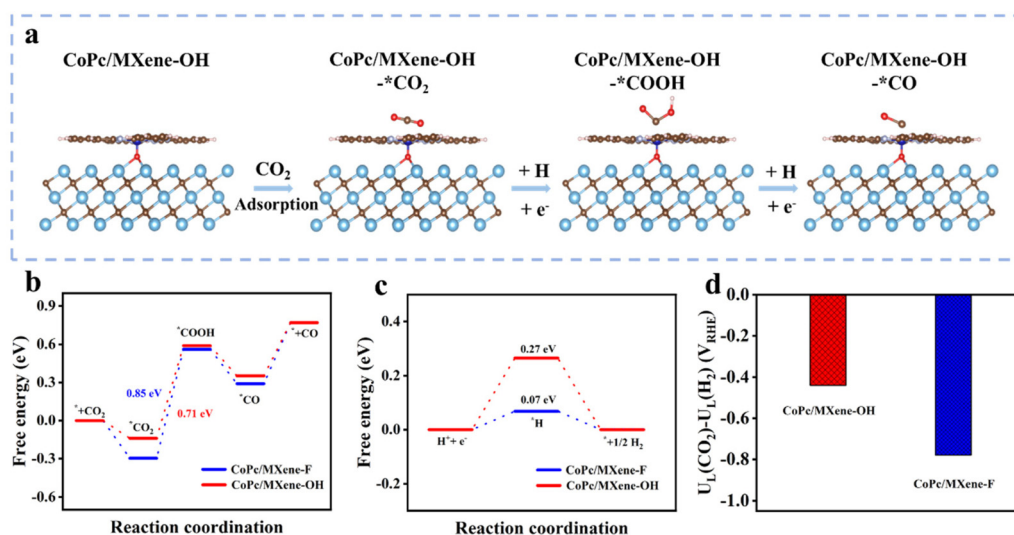 a
CoPc/MXene-OH
CoPc/MXene-OH
-*CO₂
CoPc/MXene-OH
-*COOH
CoPc/MXene-OH
-*CO
CO₂
Adsorption
+ H
+ e⁻
+ H
+ e⁻
b
Free energy (eV)
0.9
0.6
0.3
0.0
-0.3
-0.6
*+CO₂
*CO₂
0.85 eV
0.71 eV
*COOH
*CO
*+CO
CoPc/MXene-F
CoPc/MXene-OH
Reaction coordination
c
Free energy (eV)
0.4
0.2
0.0
-0.2
H⁺+ e⁻
0.27 eV
0.07 eV
*H
*+1/2 H₂
CoPc/MXene-F
CoPc/MXene-OH
Reaction coordination
d
U_L(CO₂)-U_L(H₂) (V_RHE)
0.0
-0.2
-0.4
-0.6
-0.8
-1.0
CoPc/MXene-OH
CoPc/MXene-F